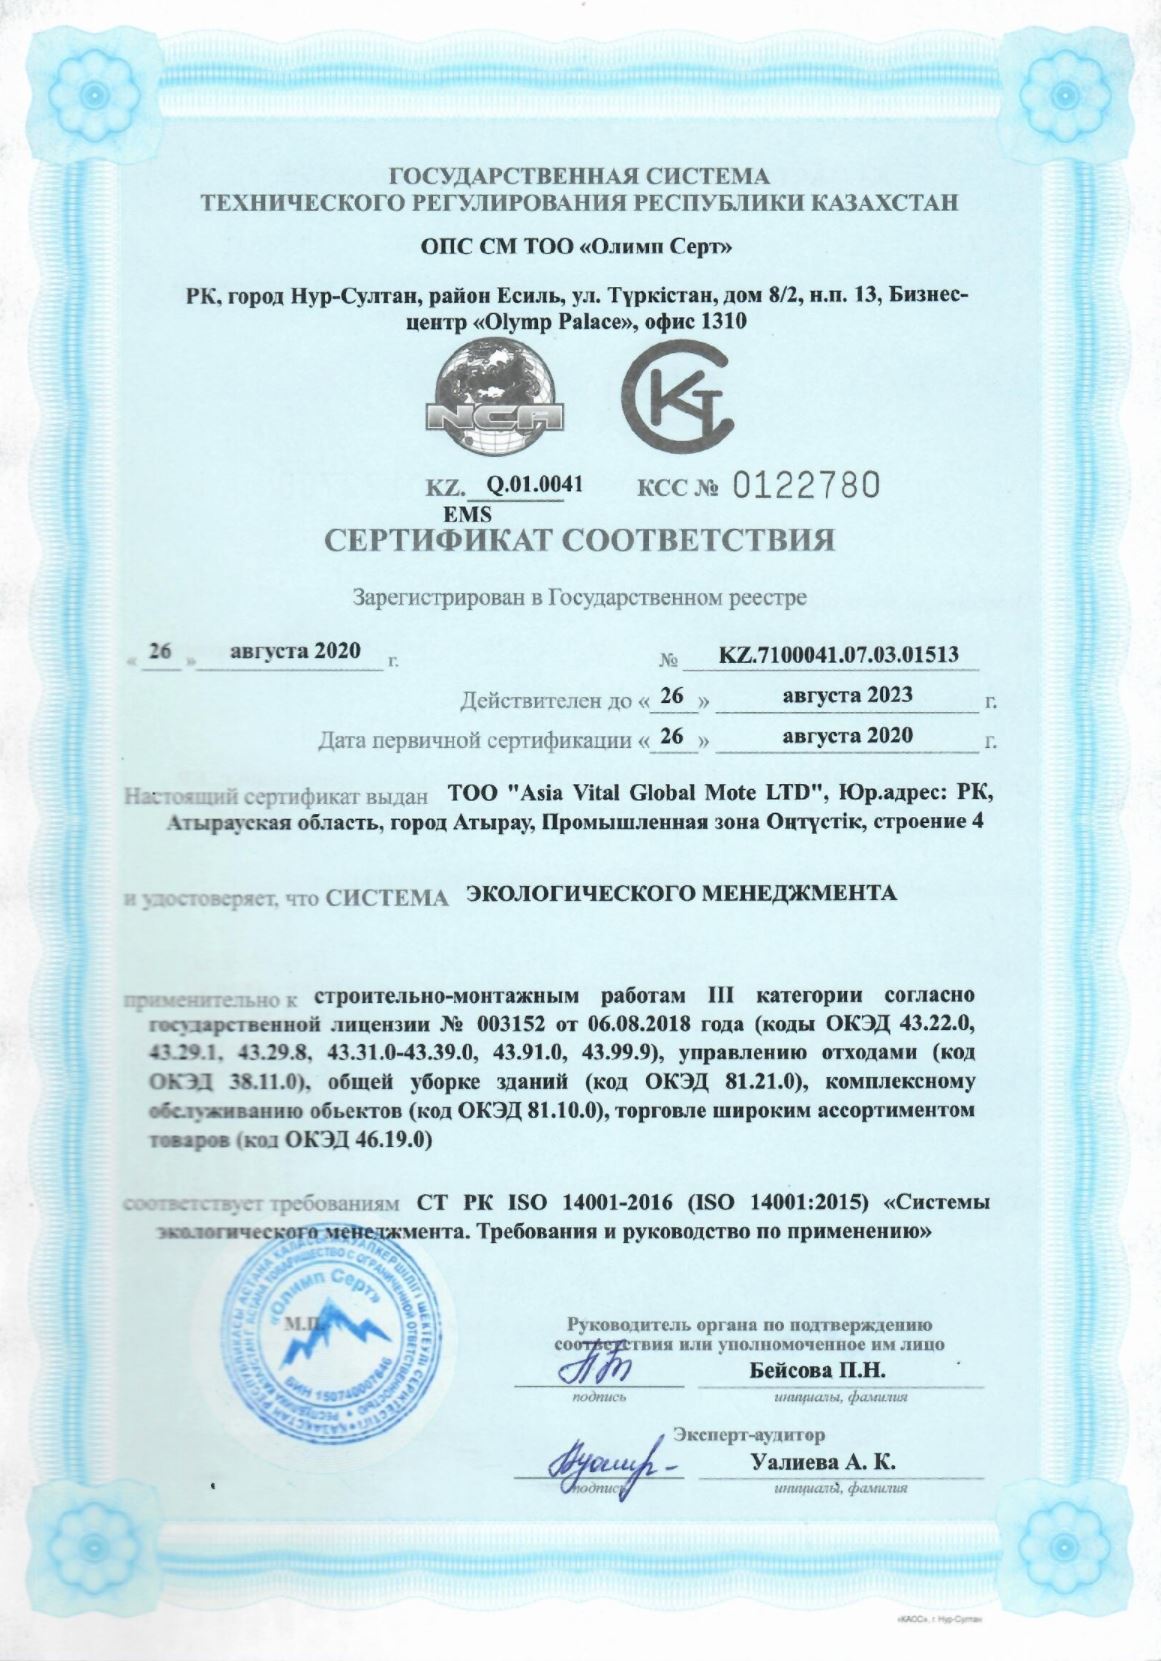 ГОСУДАРСТВЕННАЯ СИСТЕМА
ТЕХНИЧЕСКОГО РЕГУЛИРОВАНИЯ РЕСПУБЛИКИ КАЗАХСТАН
ОПС СМ ТОО «Олимп Серт»
РК, город Нур-Султан, район Есиль, ул. Түркістан, дом 8/2, н.п. 13, Бизнес-
центр «Olymp Palace», офис 1310
NCA КТ
KZ. Q.01.0041 КСС № 0122780
EMS
СЕРТИФИКАТ СООТВЕТСТВИЯ
Зарегистрирован в Государственном реестре
« 26 » августа 2020 г. № KZ.7100041.07.03.01513
Действителен до « 26 » августа 2023 г.
Дата первичной сертификации « 26 » августа 2020 г.
Настоящий сертификат выдан ТОО "Asia Vital Global Mote LTD", Юр.адрес: РК,
Атырауская область, город Атырау, Промышленная зона Оңтүстік, строение 4
и удостоверяет, что СИСТЕМА ЭКОЛОГИЧЕСКОГО МЕНЕДЖМЕНТА
применительно к строительно-монтажным работам III категории согласно
государственной лицензии № 003152 от 06.08.2018 года (коды ОКЭД 43.22.0,
43.29.1, 43.29.8, 43.31.0-43.39.0, 43.91.0, 43.99.9), управлению отходами (код
ОКЭД 38.11.0), общей уборке зданий (код ОКЭД 81.21.0), комплексному
обслуживанию обьектов (код ОКЭД 81.10.0), торговле широким ассортиментом
товаров (код ОКЭД 46.19.0)
соответствует требованиям СТ РК ISO 14001-2016 (ISO 14001:2015) «Системы
экологического менеджмента. Требования и руководство по применению»
«Олимп Серт»
М.П.
БИН 150740007646
Руководитель органа по подтверждению
соответствия или уполномоченное им лицо
Бейсова П.Н.
подпись инициалы, фамилия
Эксперт-аудитор
Уалиева А. К.
подпись инициалы, фамилия
«КАОС», г. Нур-Султан